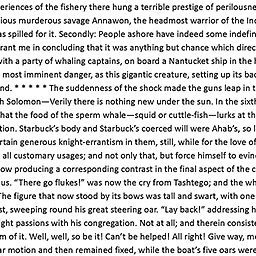 eriences of the fishery there hung a terrible prestige of perilousne
ious murderous savage Annawon, the headmost warrior of the In
as spilled for it. Secondly: People ashore have indeed some indefin
rant me in concluding that it was anything but chance which direc
with a party of whaling captains, on board a Nantucket ship in the h
most imminent danger, as this gigantic creature, setting up its bac
nd. * * * * * The suddenness of the shock made the guns leap in t
h Solomon—Verily there is nothing new under the sun. In the sixth
hat the food of the sperm whale—squid or cuttle-fish—lurks at th
tion. Starbuck’s body and Starbuck’s coerced will were Ahab’s, so l
rtain generous knight-errantism in them, still, while for the love of
all customary usages; and not only that, but force himself to evin
ow producing a corresponding contrast in the final aspect of the c
us. “There go flukes!” was now the cry from Tashtego; and the wh
The figure that now stood by its bows was tall and swart, with one
st, sweeping round his great steering oar. “Lay back!” addressing h
ght passions with his congregation. Not at all; and therein consists
m of it. Well, well, so be it! Can’t be helped! All right! Give way, m
ar motion and then remained fixed, while the boat’s five oars were